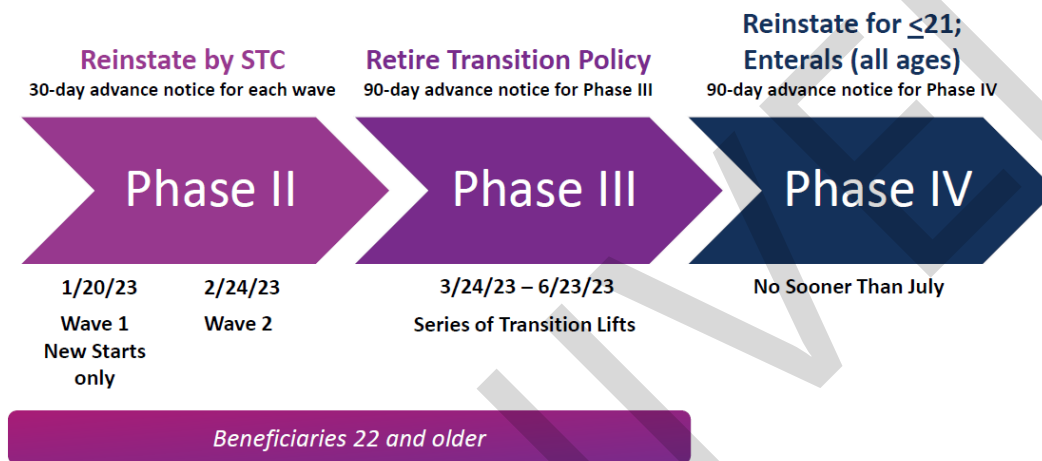 Reinstate by STC
30-day advance notice for each wave
Retire Transition Policy
90-day advance notice for Phase III
Reinstate for ≤21;
Enterals (all ages)
90-day advance notice for Phase IV
Phase II
Phase III
Phase IV
1/20/23
Wave 1
New Starts
only
2/24/23
Wave 2
3/24/23 – 6/23/23
Series of Transition Lifts
No Sooner Than July
Beneficiaries 22 and older